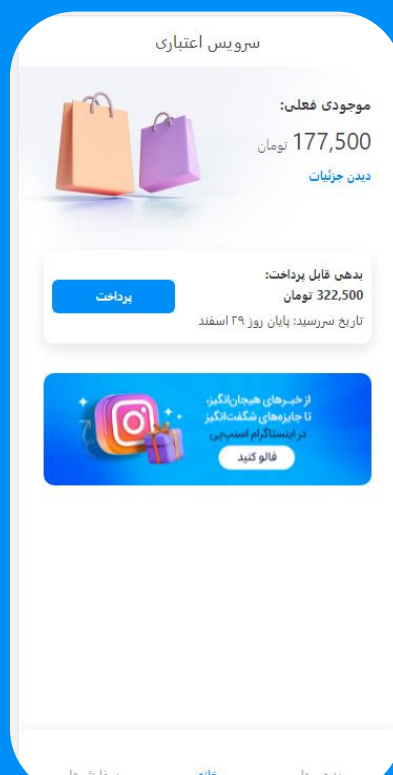 سرویس اعتباری
موجودی فعلی:
177,500 تومان
دیدن جزئیات
بدهی قابل پرداخت:
322,500 تومان
پرداخت
تاریخ سررسید: پایان روز ۲۹ اسفند
از خبرهای هیجان‌انگیز،
تا جایزه‌های شگفت‌انگیز
در اینستاگرام اسنپ‌پی
فالو کنید
خانه